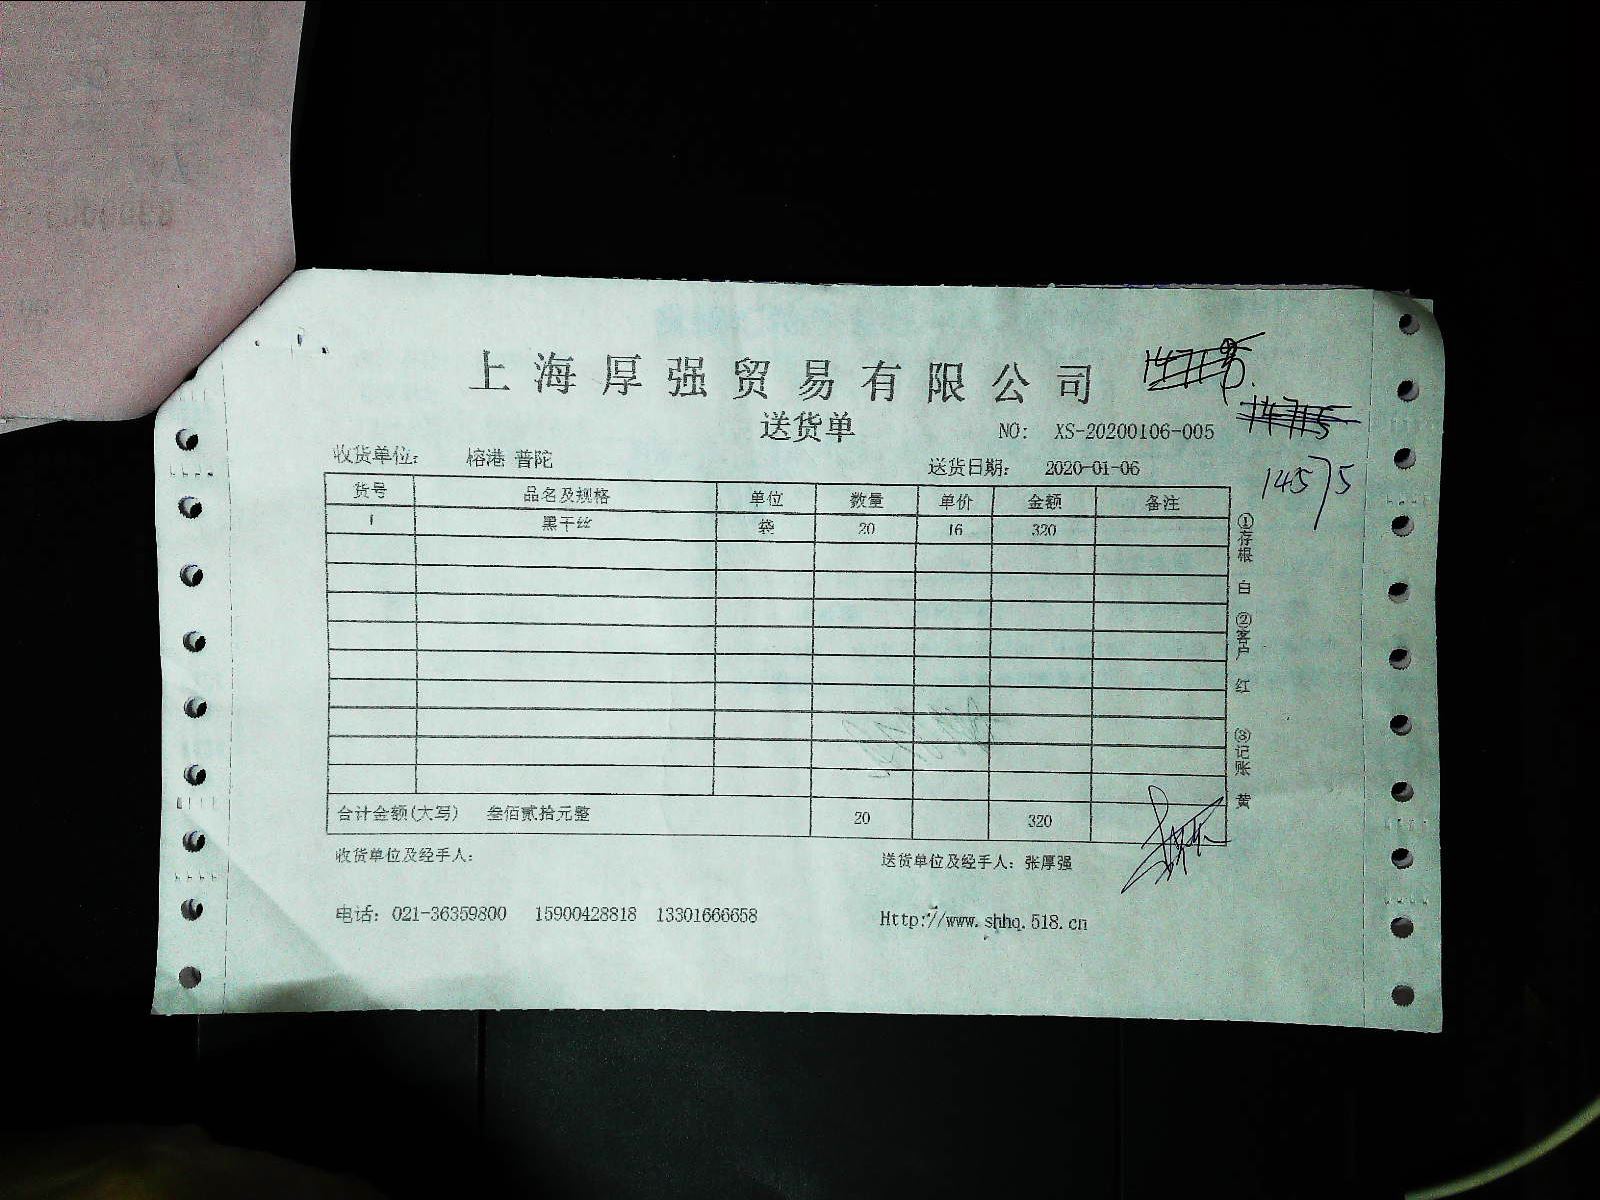 上海厚强贸易有限公司
送货单
NO: XS-20200106-005
收货单位: 榕港 普陀
送货日期: 2020-01-06
14575
货号 品名及规格 单位 数量 单价 金额 备注
1 黑干丝 袋 20 16 320
合计金额(大写) 叁佰贰拾元整 20 320
①存根 白 ②客户 红 ③记账 黄
收货单位及经手人:
送货单位及经手人: 张厚强
电话: 021-36359800 15900428818 13301666658
Http://www.shhq.518.cn